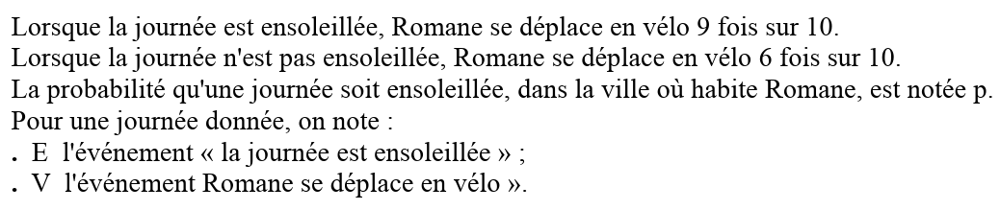 Lorsque la journée est ensoleillée, Romane se déplace en vélo 9 fois sur 10.
Lorsque la journée n'est pas ensoleillée, Romane se déplace en vélo 6 fois sur 10.
La probabilité qu'une journée soit ensoleillée, dans la ville où habite Romane, est notée p.
Pour une journée donnée, on note :
. E l'événement « la journée est ensoleillée » ;
. V l'événement Romane se déplace en vélo ».